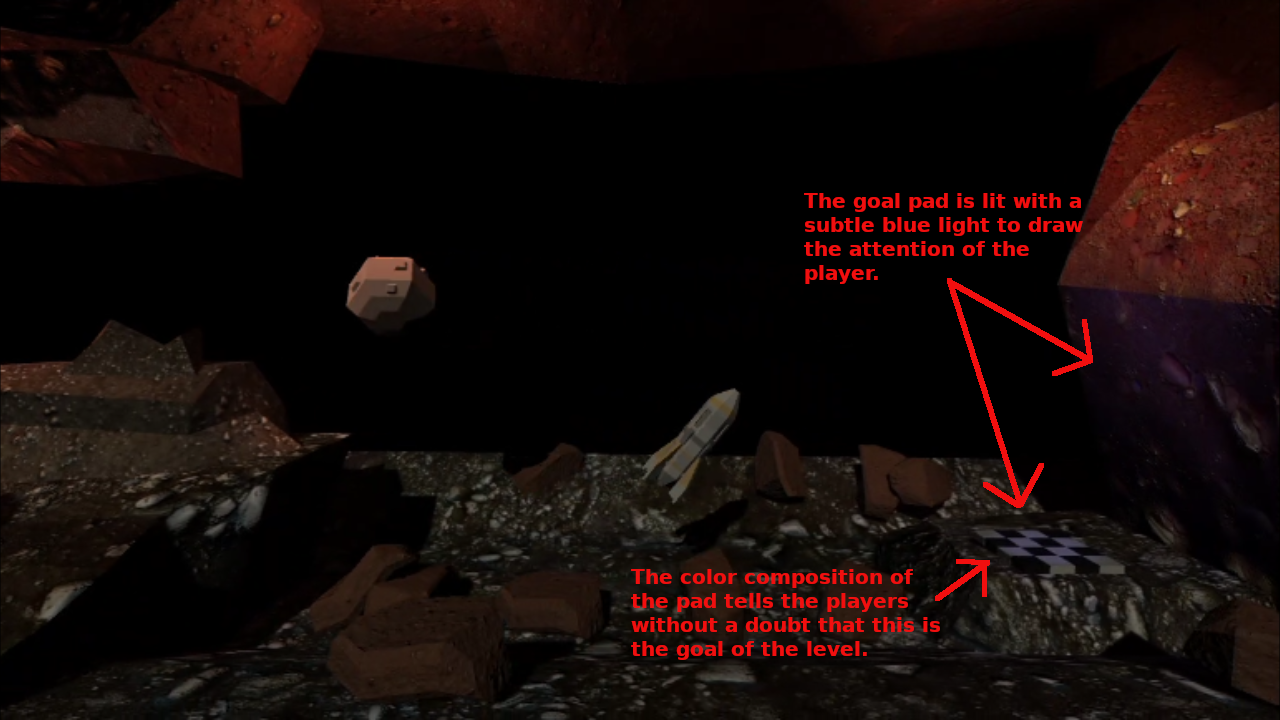 The goal pad is lit with a
subtle blue light to draw
the attention of the
player.
The color composition of
the pad tells the players
without a doubt that this is
the goal of the level.